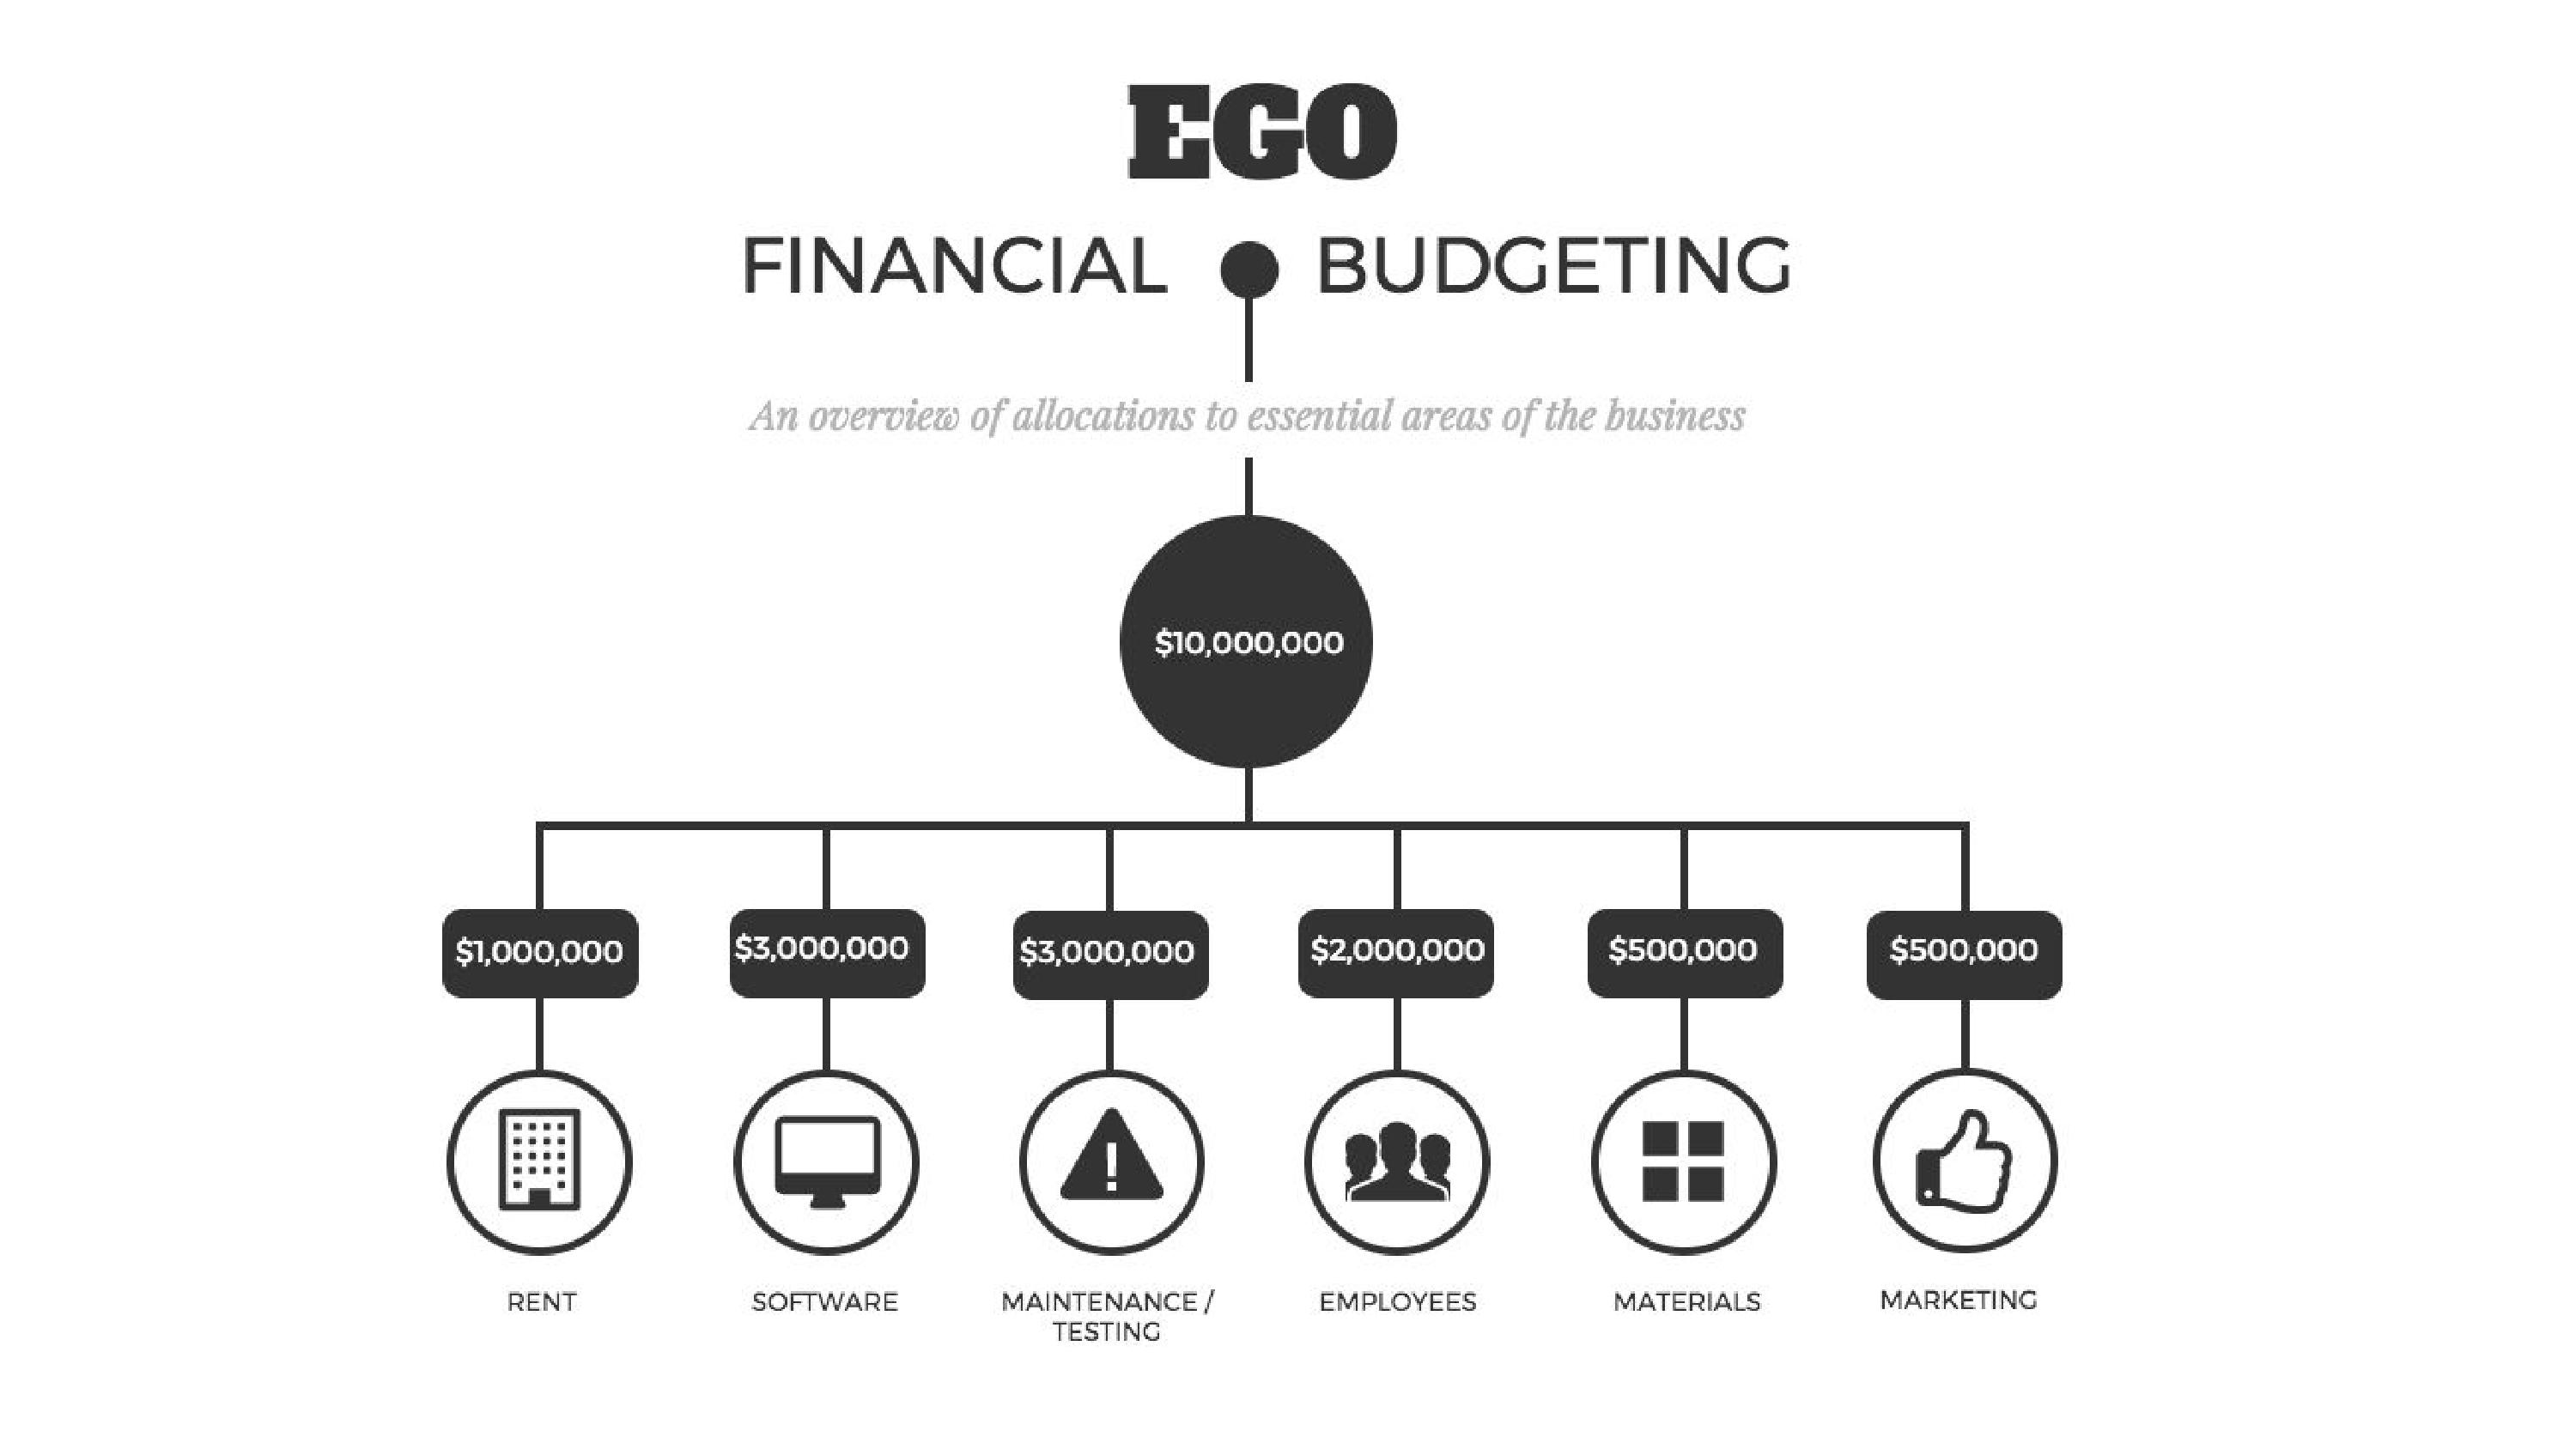 EGO
FINANCIAL BUDGETING
An overview of allocations to essential areas of the business
$10,000,000
$1,000,000 $3,000,000 $3,000,000 $2,000,000 $500,000 $500,000
RENT SOFTWARE MAINTENANCE / EMPLOYEES MATERIALS MARKETING
TESTING